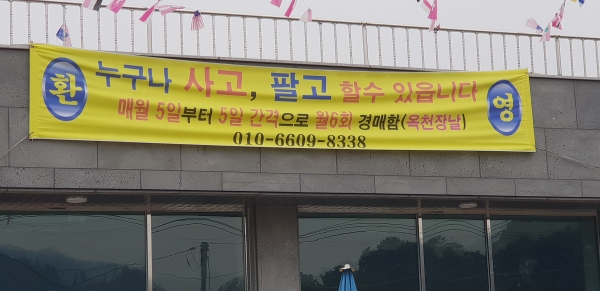 환 누구나 사고, 팔고 할수 있읍니다 영
매월 5일부터 5일 간격으로 월6회 경매함(옥천장날)
010-6609-8338